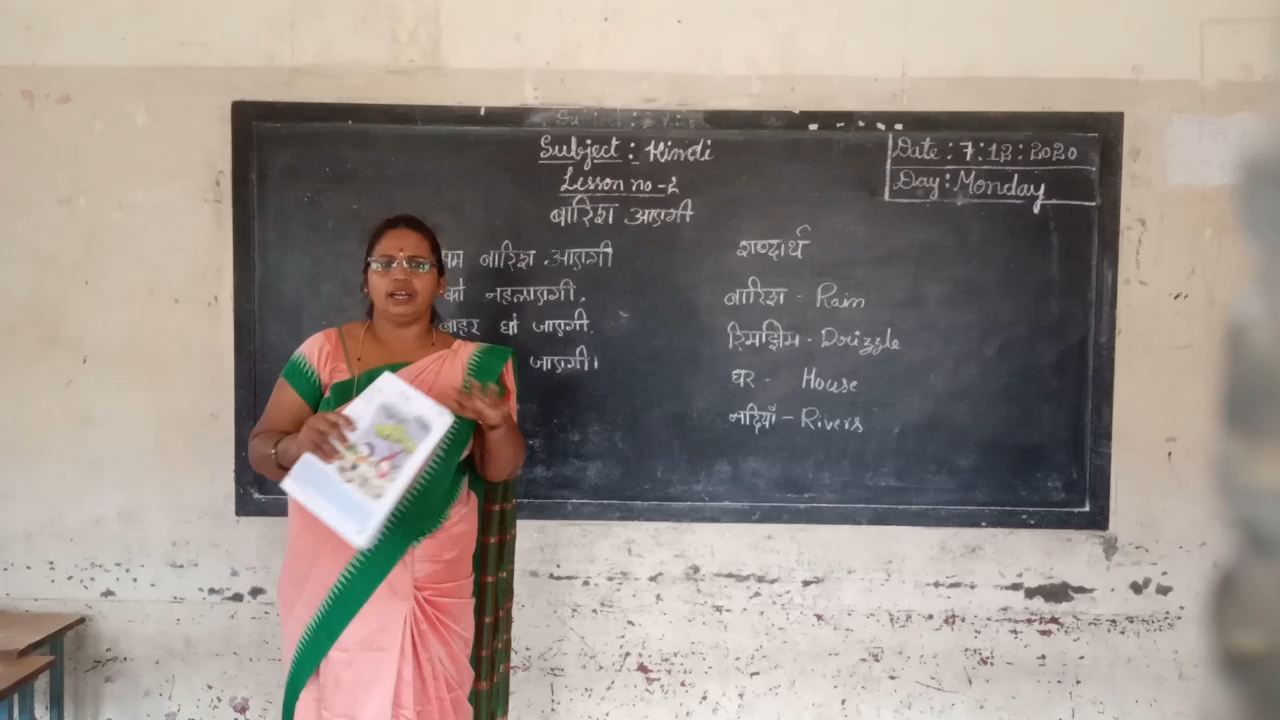 Subject : Hindi
Lesson no - 2
बारिश आएगी
Date : 7:12:2020
Day : Monday
बारिश आएगी
को नहलाएगी,
बाहर जाएगी,
जाएगी।
शब्दार्थ
बारिश - Rain
रिमझिम - Drizzle
घर - House
नदियाँ - Rivers